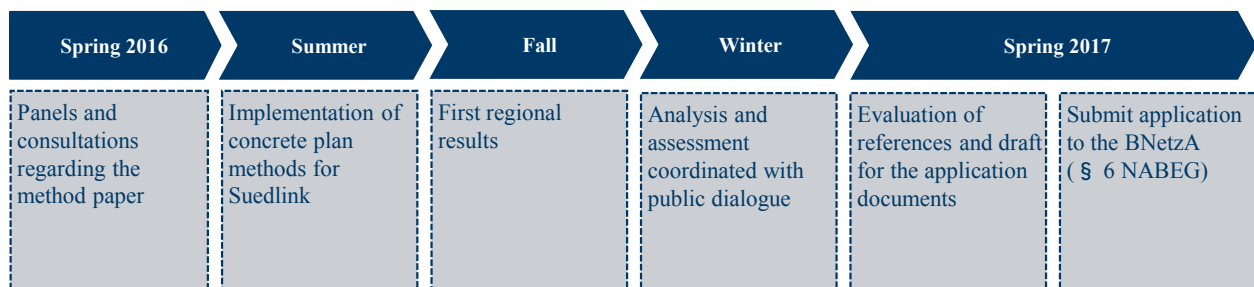 Spring 2016
Summer
Fall
Winter
Spring 2017
Panels and
consultations
regarding the
method paper
Implementation of
concrete plan
methods for
Suedlink
First regional
results
Analysis and
assessment
coordinated with
public dialogue
Evaluation of
references and draft
for the application
documents
Submit application
to the BNetzA
( § 6 NABEG)